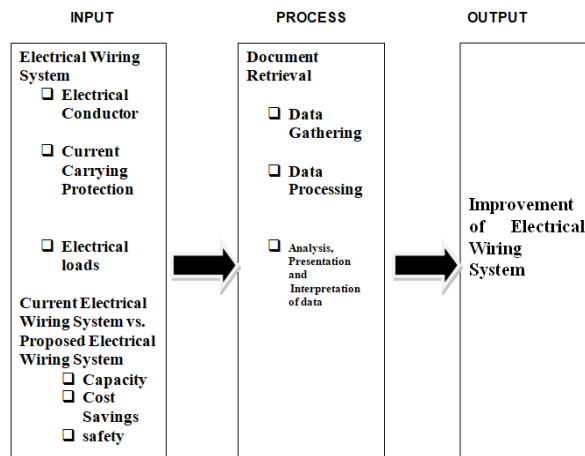 INPUT
PROCESS
OUTPUT
Electrical Wiring
System
❑ Electrical
Conductor
❑ Current
Carrying
Protection
❑ Electrical
loads
Current Electrical
Wiring System vs.
Proposed Electrical
Wiring System
❑ Capacity
❑ Cost
Savings
❑ safety
Document
Retrieval
❑ Data
Gathering
❑ Data
Processing
❑ Analysis,
Presentation
and
Interpretation
of data
Improvement
of Electrical
Wiring
System